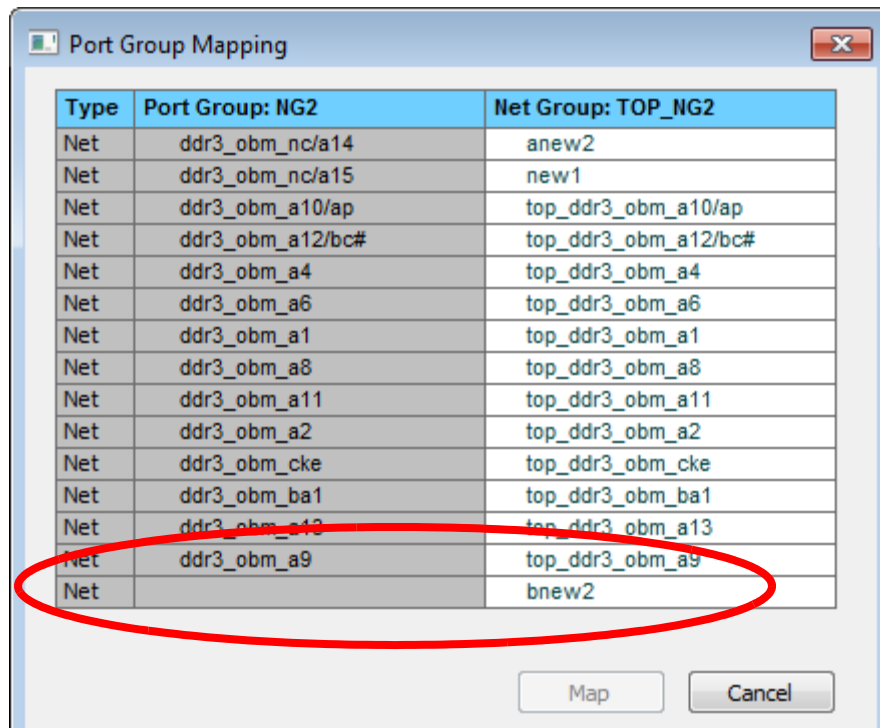 Port Group Mapping
Type Port Group: NG2 Net Group: TOP_NG2
Net ddr3_obm_nc/a14 anew2
Net ddr3_obm_nc/a15 new1
Net ddr3_obm_a10/ap top_ddr3_obm_a10/ap
Net ddr3_obm_a12/bc# top_ddr3_obm_a12/bc#
Net ddr3_obm_a4 top_ddr3_obm_a4
Net ddr3_obm_a6 top_ddr3_obm_a6
Net ddr3_obm_a1 top_ddr3_obm_a1
Net ddr3_obm_a8 top_ddr3_obm_a8
Net ddr3_obm_a11 top_ddr3_obm_a11
Net ddr3_obm_a2 top_ddr3_obm_a2
Net ddr3_obm_cke top_ddr3_obm_cke
Net ddr3_obm_ba1 top_ddr3_obm_ba1
Net ddr3_obm_a13 top_ddr3_obm_a13
Net ddr3_obm_a9 top_ddr3_obm_a9
Net bnew2
Map Cancel